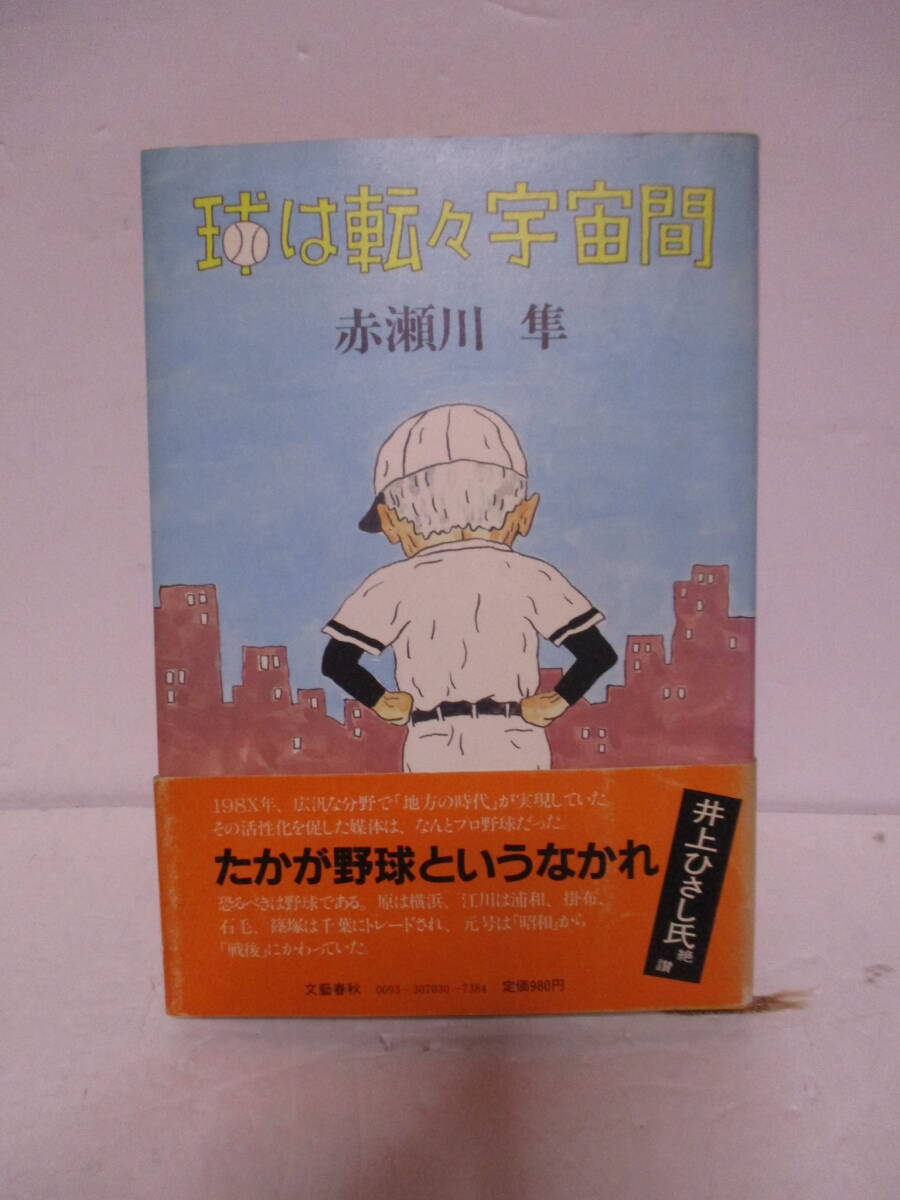 球は転々宇宙間
赤瀬川 隼
198X年、広汎な分野で「地方の時代」が実現していた。
その活性化を促した媒体は、なんとプロ野球だった。
たかが野球というなかれ
恐るべきは野球である。原は横浜、江川は浦和、掛布、
石毛、篠塚は千葉にトレードされ、元号は「昭和」から
「戦後」にかわっていた。
井上ひさし氏絶讃
文藝春秋 0093-307030-7384 定価980円